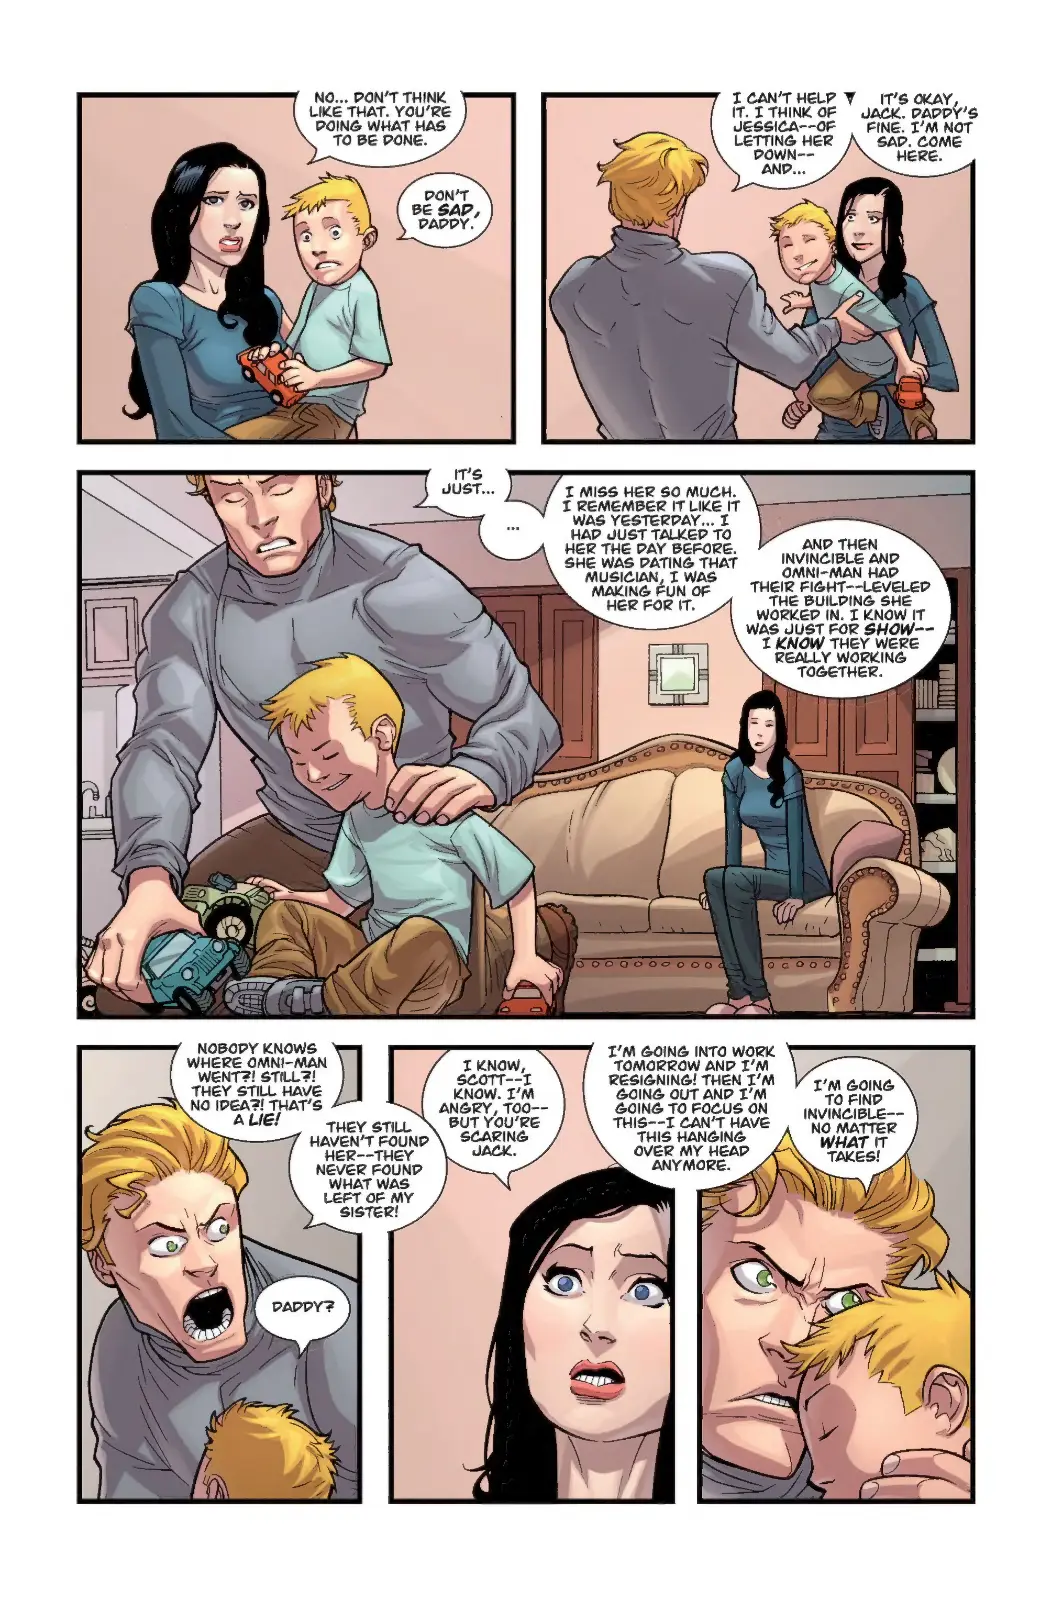 NO... DON'T THINK
LIKE THAT. YOU'RE
DOING WHAT HAS
TO BE DONE.
DON'T
BE SAD,
DADDY.
I CAN'T HELP
IT. I THINK OF
JESSICA--OF
LETTING HER
DOWN--
AND...
IT'S OKAY,
JACK. DADDY'S
FINE. I'M NOT
SAD. COME
HERE.
IT'S
JUST...
...
I MISS HER SO MUCH.
I REMEMBER IT LIKE IT
WAS YESTERDAY... I
HAD JUST TALKED TO
HER THE DAY BEFORE.
SHE WAS DATING THAT
MUSICIAN, I WAS
MAKING FUN OF
HER FOR IT.
AND THEN
INVINCIBLE AND
OMNI-MAN HAD
THEIR FIGHT--LEVELED
THE BUILDING SHE
WORKED IN. I KNOW IT
WAS JUST FOR SHOW--
I KNOW THEY WERE
REALLY WORKING
TOGETHER.
NOBODY KNOWS
WHERE OMNI-MAN
WENT?! STILL?!
THEY STILL HAVE
NO IDEA?! THAT'S
A LIE!
THEY STILL
HAVEN'T FOUND
HER--THEY
NEVER FOUND
WHAT WAS
LEFT OF MY
SISTER!
DADDY?
I KNOW,
SCOTT--I
KNOW. I'M
ANGRY, TOO--
BUT YOU'RE
SCARING
JACK.
I'M GOING INTO WORK
TOMORROW AND I'M
RESIGNING! THEN I'M
GOING OUT AND I'M
GOING TO FOCUS ON
THIS--I CAN'T HAVE
THIS HANGING
OVER MY HEAD
ANYMORE.
I'M GOING
TO FIND
INVINCIBLE--
NO MATTER
WHAT IT
TAKES!